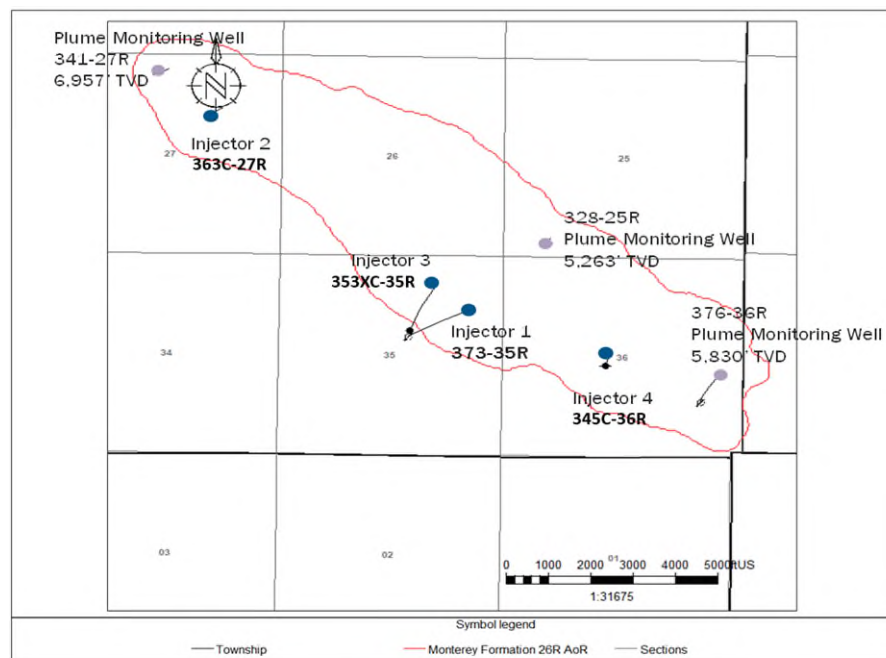 Plume Monitoring Well
341-27R
6,957' TVD
N
Injector 2
363C-27R
27
26
25
328-25R
Plume Monitoring Well
5,263' TVD
Injector 3
353XC-35R
376-36R
Plume Monitoring Well
5,830' TVD
Injector 1
373-35R
34
35
36
Injector 4
345C-36R
03
02
01
0 1000 2000 3000 4000 5000ftUS
1:31675
Symbol legend
Township Monterey Formation 26R AoR Sections